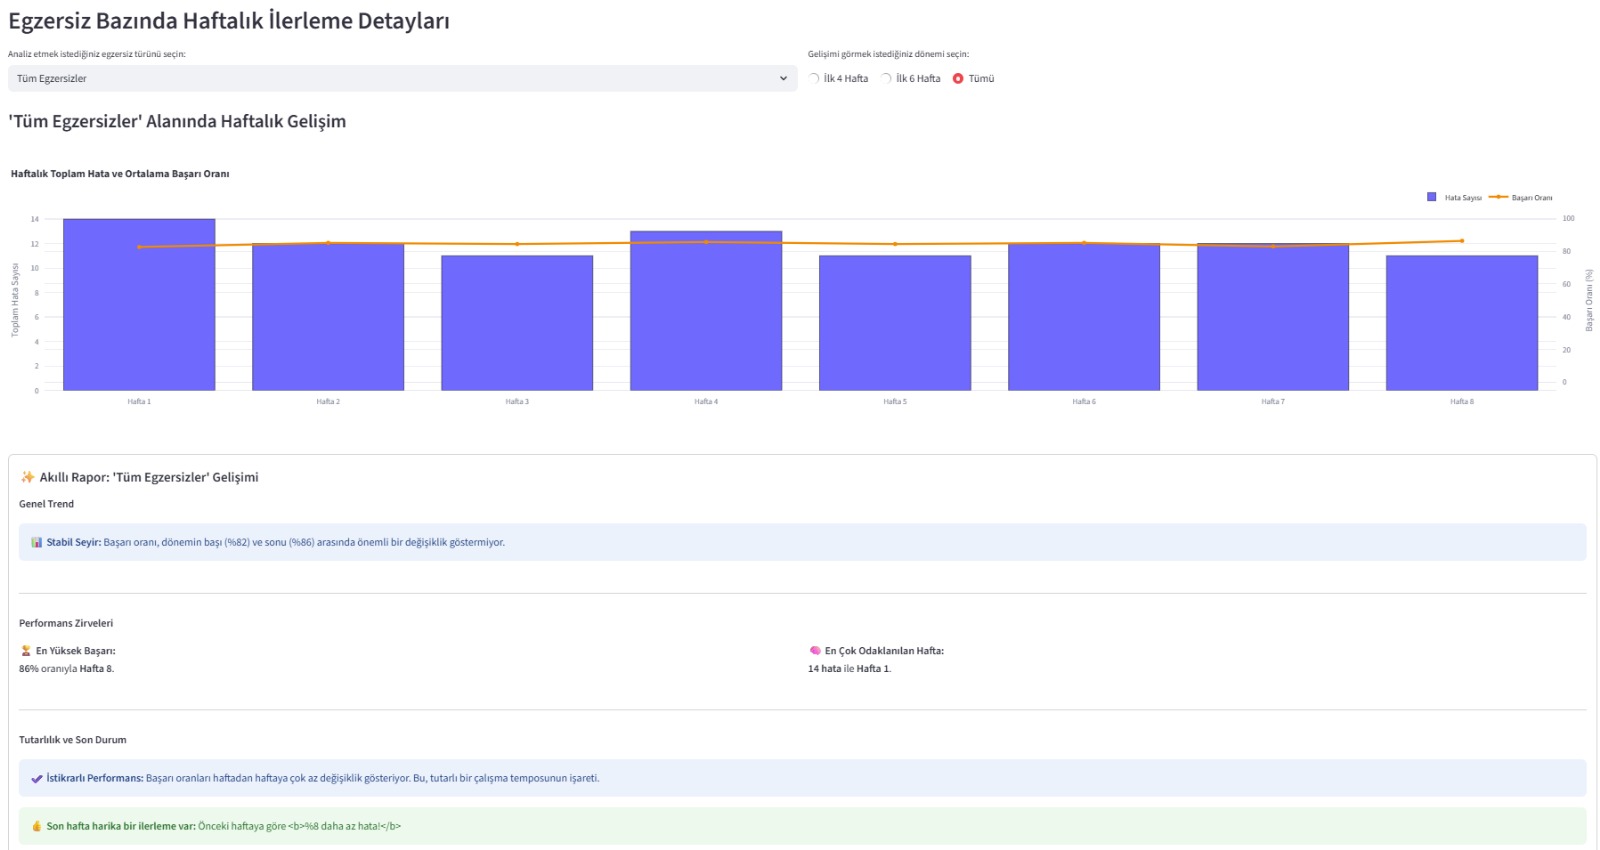 Egzersiz Bazında Haftalık İlerleme Detayları
Analiz etmek istediğiniz egzersiz türünü seçin:
Tüm Egzersizler
Gelişimi görmek istediğiniz dönemi seçin:
İlk 4 Hafta İlk 6 Hafta Tümü
'Tüm Egzersizler' Alanında Haftalık Gelişim
Haftalık Toplam Hata ve Ortalama Başarı Oranı
Hata Sayısı Başarı Oranı
Toplam Hata Sayısı
14
12
10
8
6
4
2
0
100
80
60
40
20
0
Başarı Oranı (%)
Hafta 1 Hafta 2 Hafta 3 Hafta 4 Hafta 5 Hafta 6 Hafta 7 Hafta 8
Akıllı Rapor: 'Tüm Egzersizler' Gelişimi
Genel Trend
Stabil Seyir: Başarı oranı, dönemin başı (%82) ve sonu (%86) arasında önemli bir değişiklik göstermiyor.
Performans Zirveleri
En Yüksek Başarı:
86% oranıyla Hafta 8.
En Çok Odaklanılan Hafta:
14 hata ile Hafta 1.
Tutarlılık ve Son Durum
İstikrarlı Performans: Başarı oranları haftadan haftaya çok az değişiklik gösteriyor. Bu, tutarlı bir çalışma temposunun işareti.
Son hafta harika bir ilerleme var: Önceki haftaya göre <b>%8 daha az hata!</b>